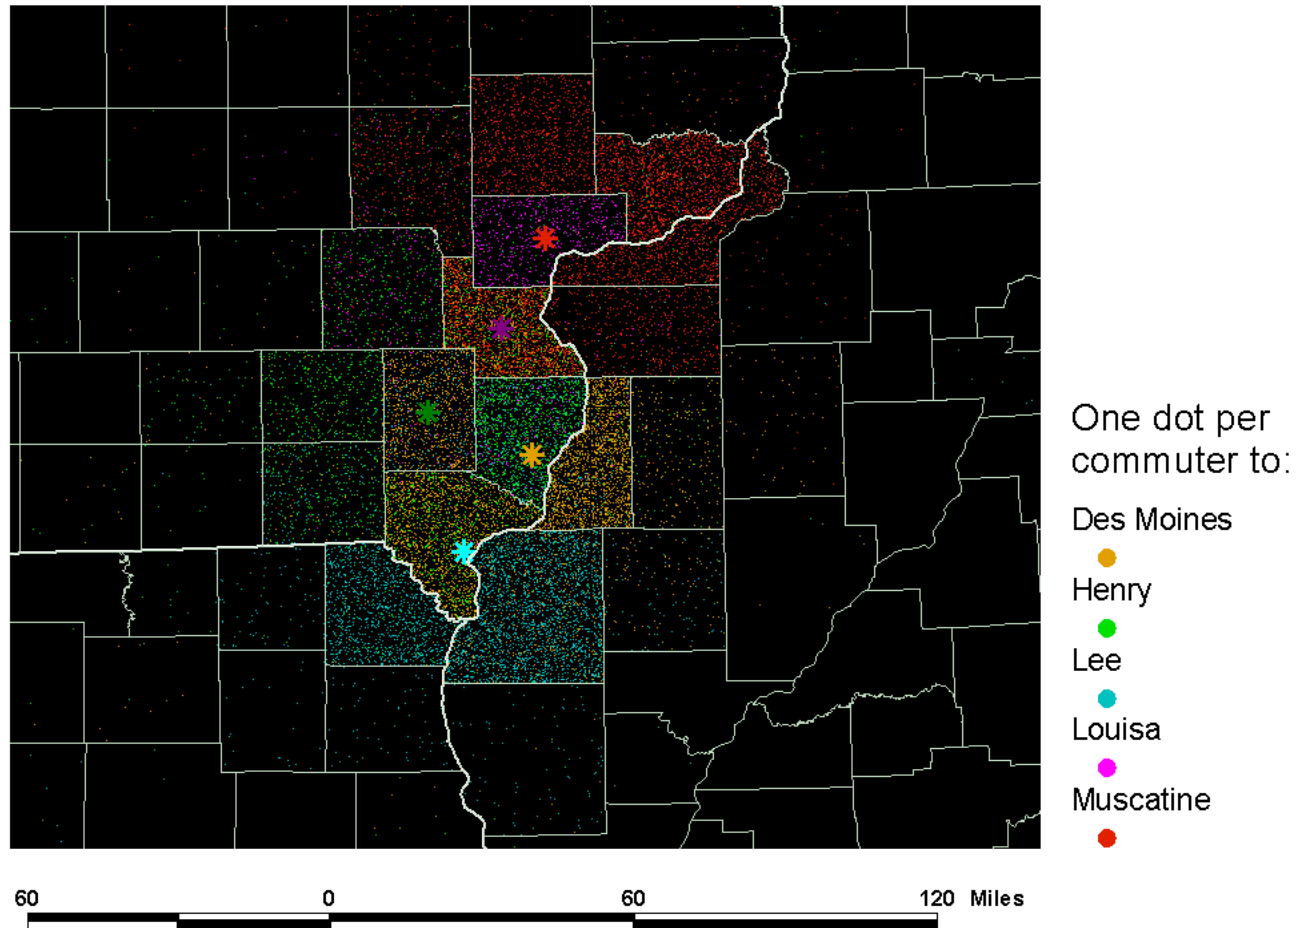 One dot per
commuter to:
Des Moines
Henry
Lee
Louisa
Muscatine
60 0 60 120 Miles